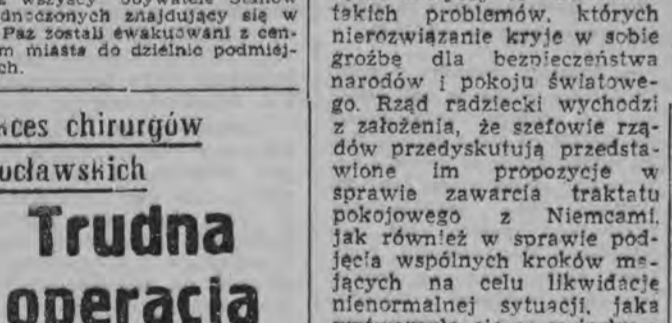 wszyscy obywatele Stanów
dnoczonych znajdujący się w
Paz zostali ewakuowani z cen-
m miasta do dzielnic podmiej-
ch.
ces chirurgów
ucławskich
Trudna
operacja
takich problemów, których
nierozwiązanie kryje w sobie
groźbę dla bezpieczeństwa
narodów i pokoju światowe-
go. Rząd radziecki wychodzi
z założenia, że szefowie rzą-
dów przedyskutują przedsta-
wione im propozycje w
sprawie zawarcia traktatu
pokojowego z Niemcami,
jak również w sprawie pod-
jęcia wspólnych kroków ma-
jących na celu likwidację
nienormalnej sytuacji, jaka